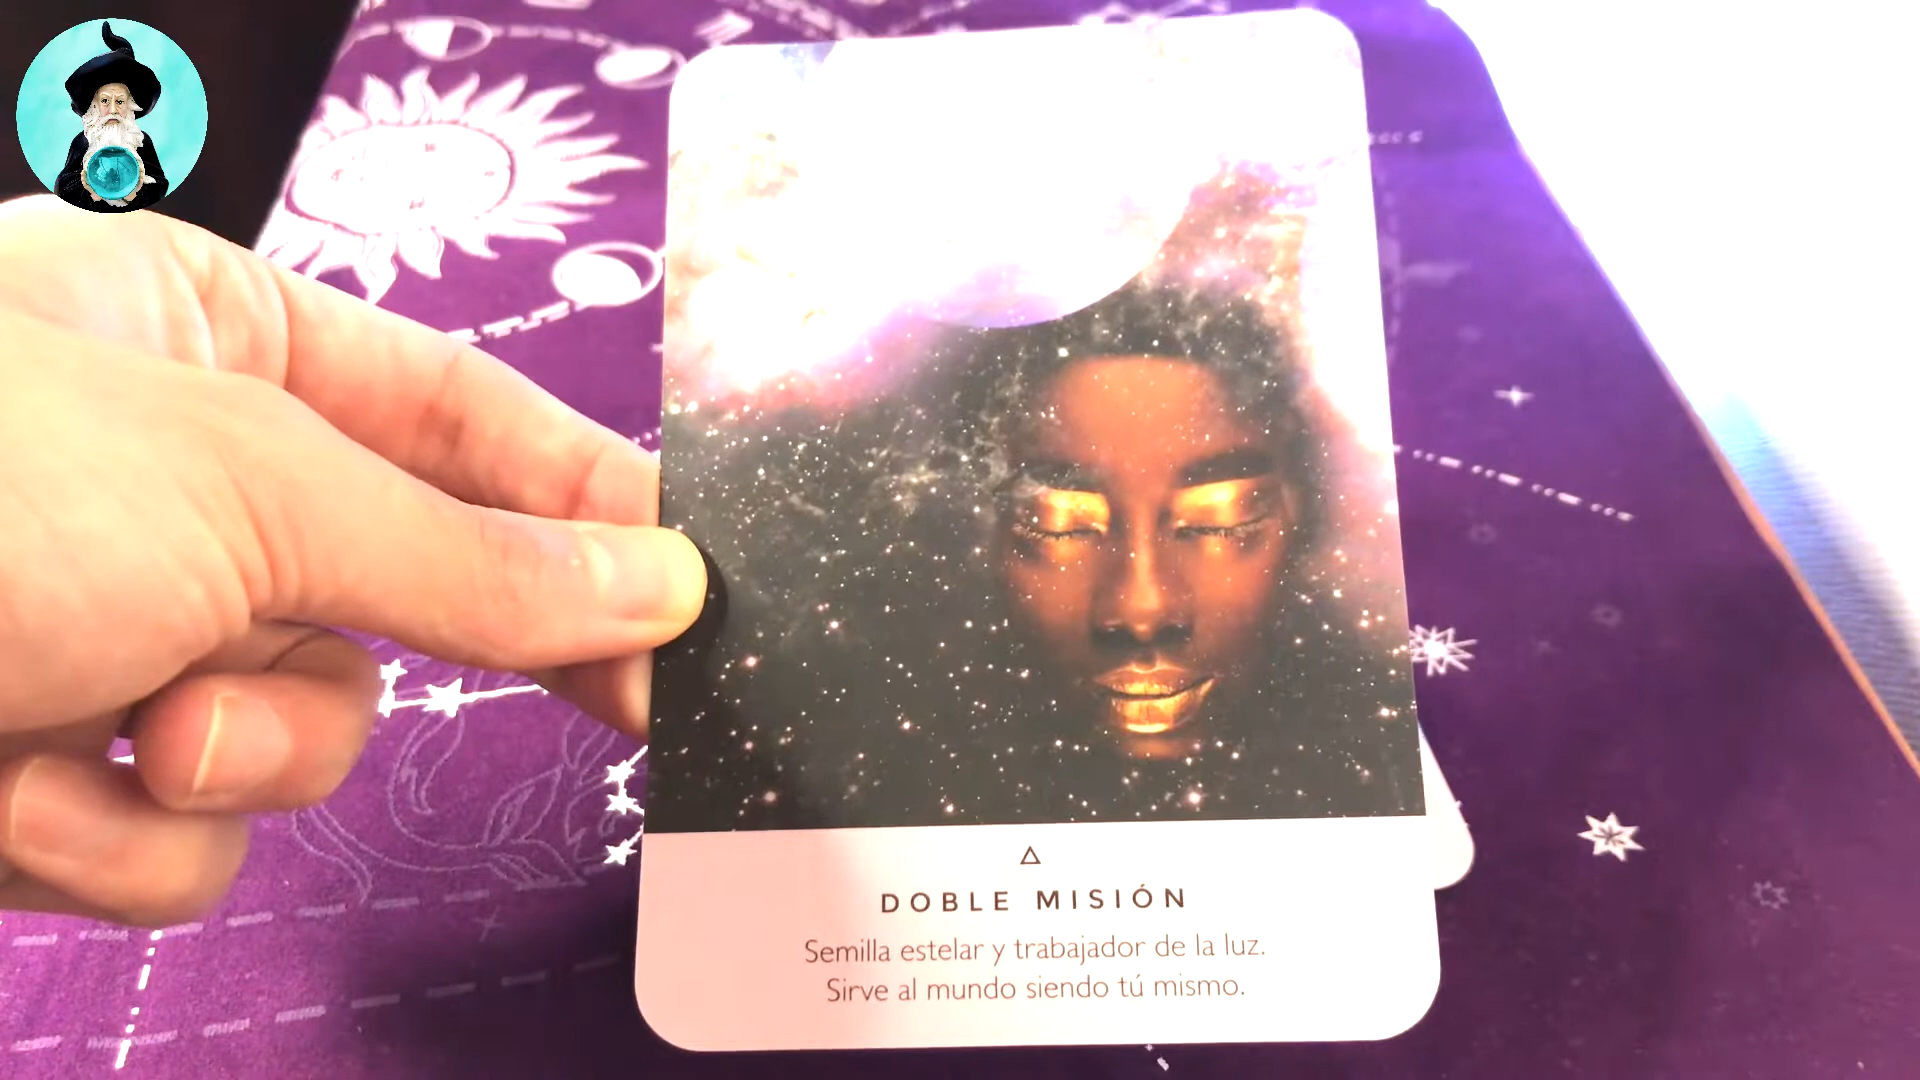 DOBLE MISIÓN
Semilla estelar y trabajador de la luz.
Sirve al mundo siendo tú mismo.